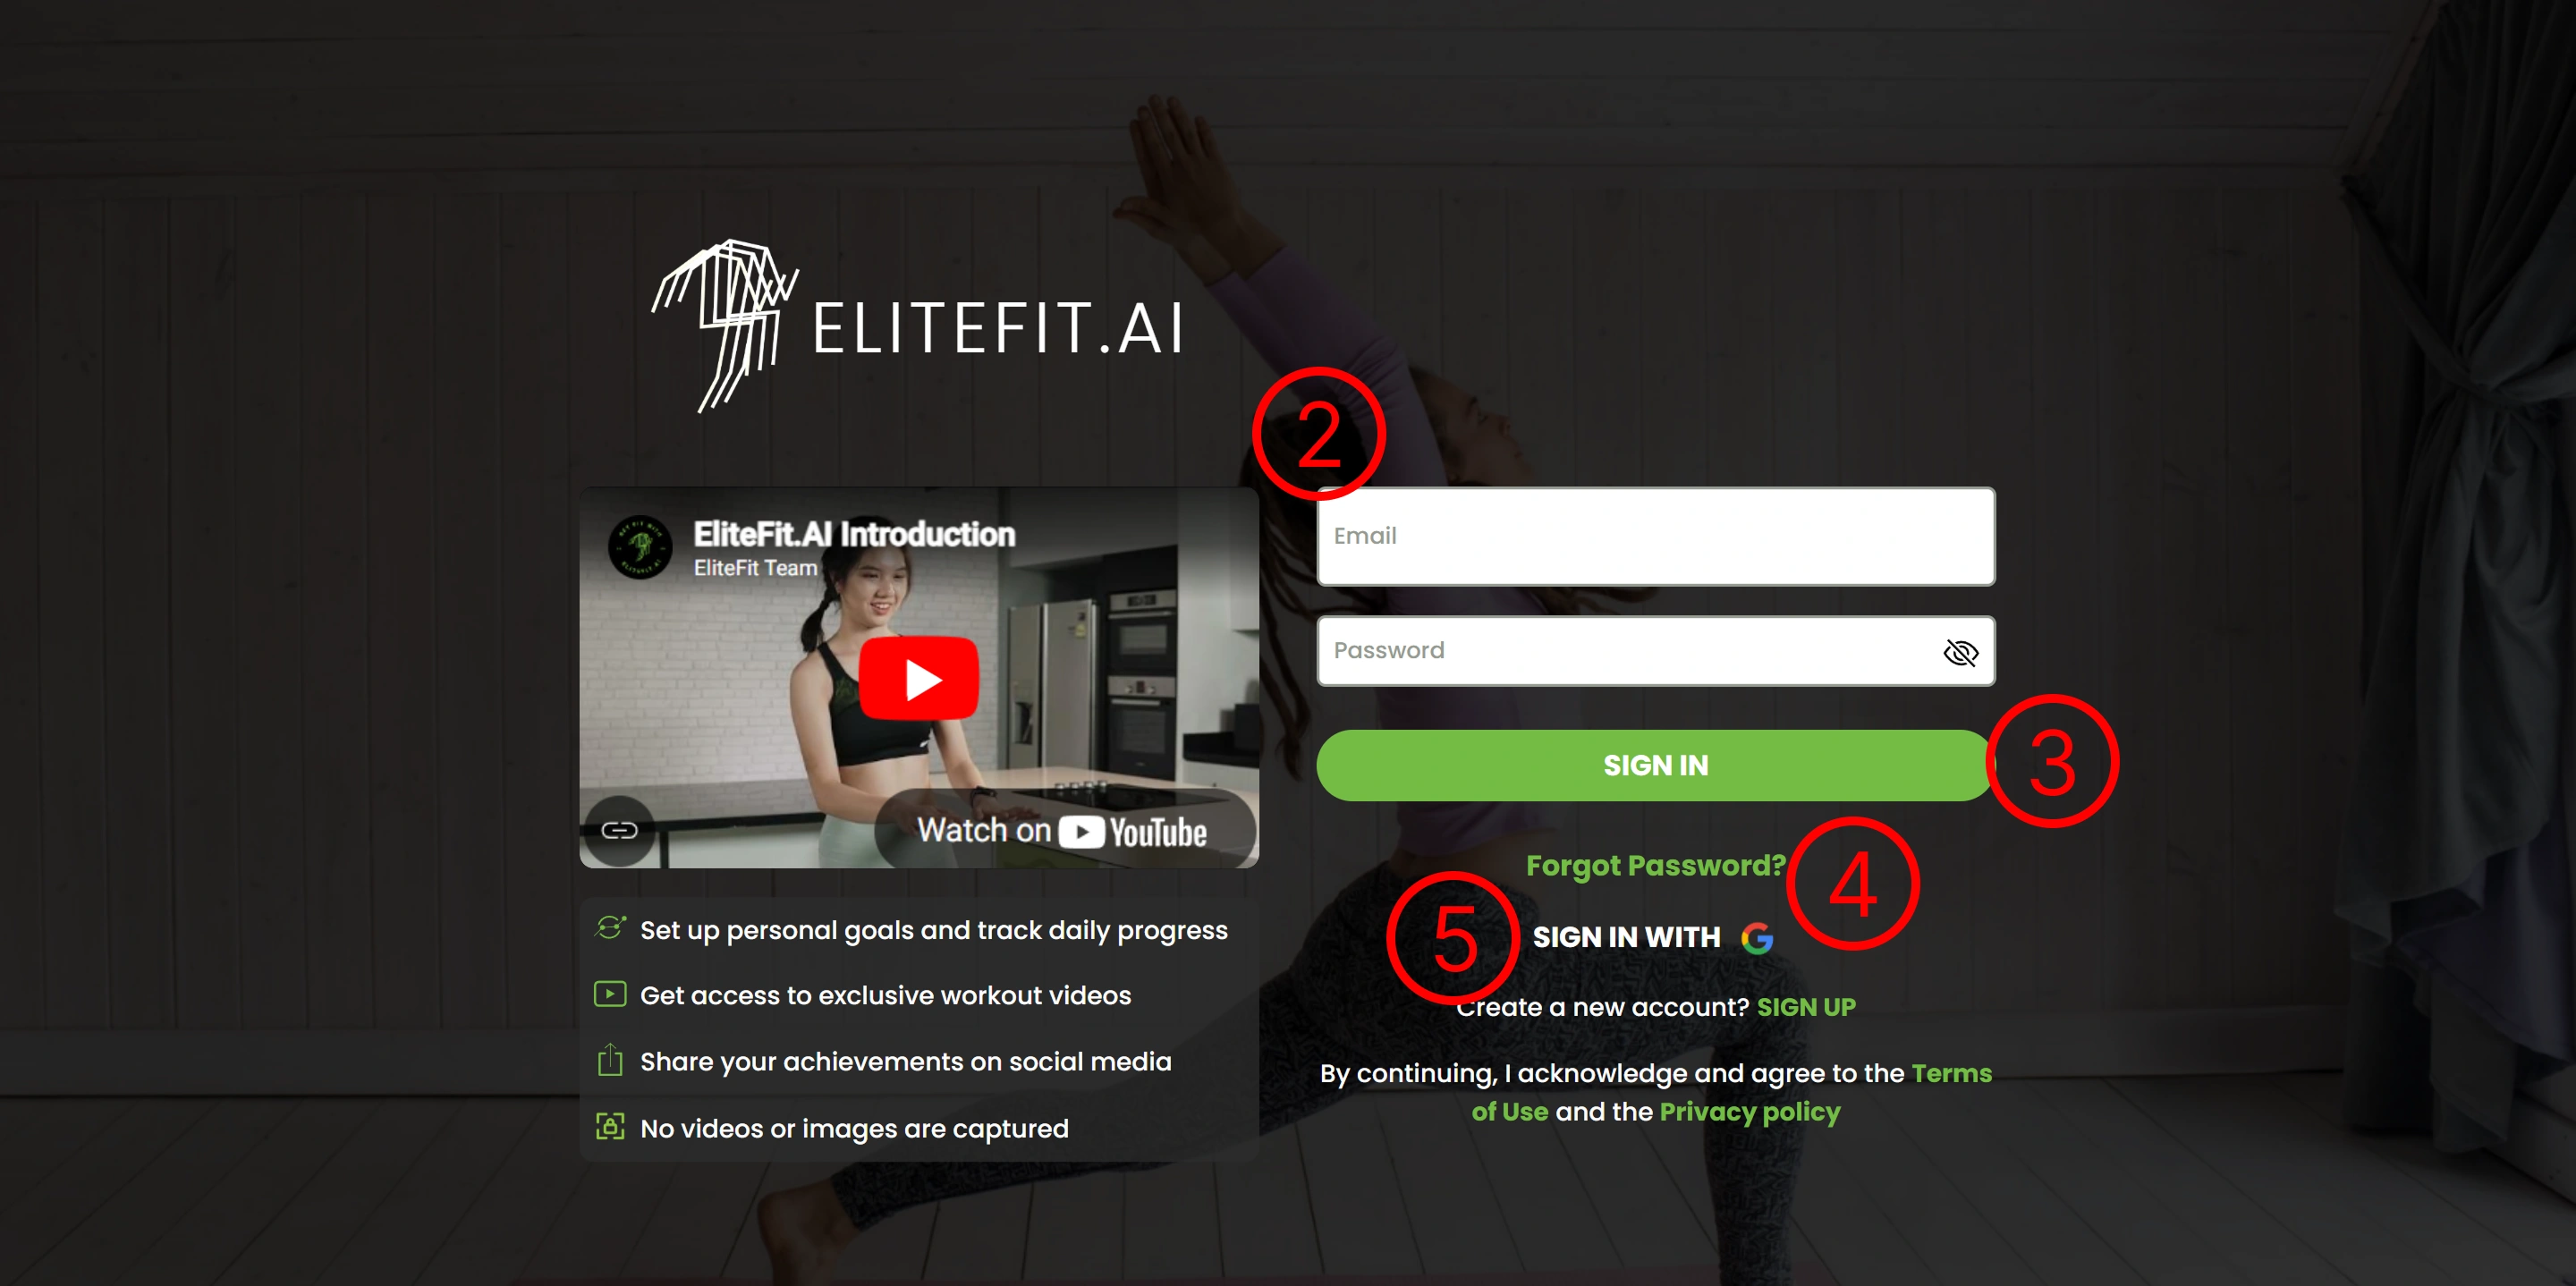 ELITEFIT.AI
2
EliteFit.AI Introduction
EliteFit Team
Watch on YouTube
Set up personal goals and track daily progress
Get access to exclusive workout videos
Share your achievements on social media
No videos or images are captured
Email
Password
SIGN IN
3
Forgot Password?
4
5
SIGN IN WITH G
Create a new account? SIGN UP
By continuing, I acknowledge and agree to the Terms
of Use and the Privacy policy